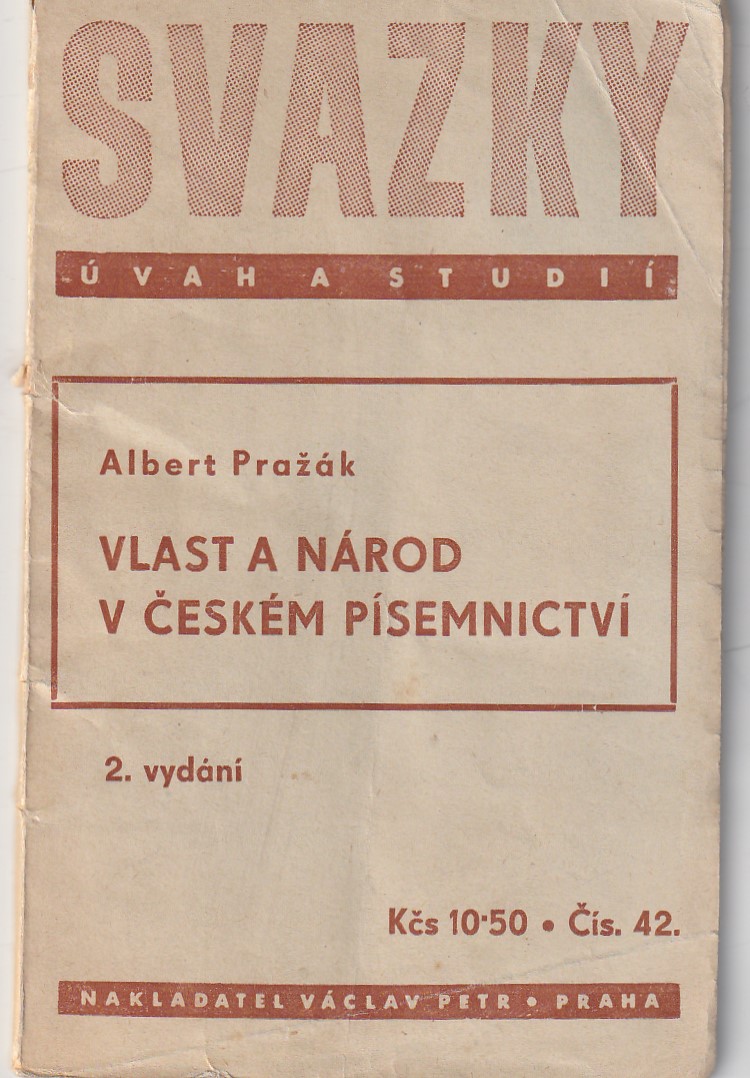 SVAZKY
ÚVAH A STUDIÍ
Albert Pražák
VLAST A NÁROD
V ČESKÉM PÍSEMNICTVÍ
2. vydání
Kčs 10·50 • Čís. 42.
NAKLADATEL VÁCLAV PETR • PRAHA